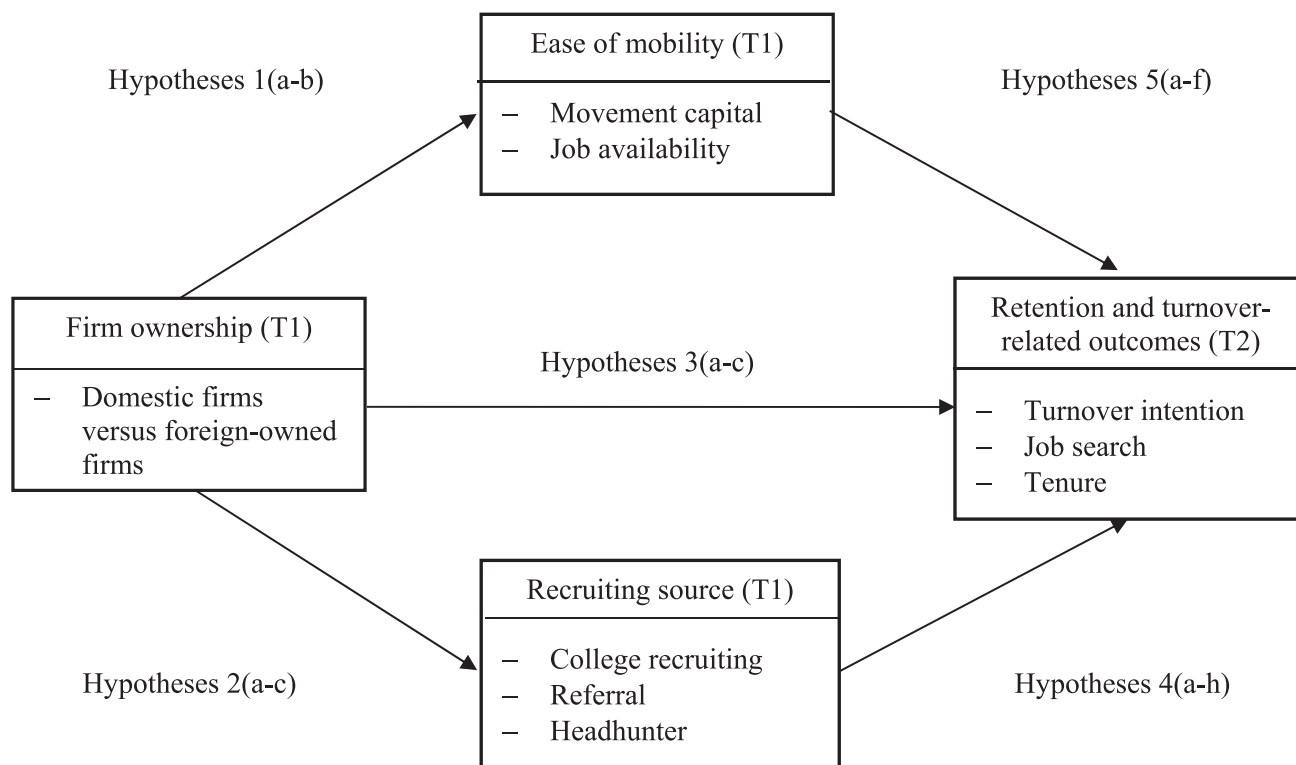 Ease of mobility (T1)
Hypotheses 1(a-b)
Hypotheses 5(a-f)
– Movement capital
– Job availability
Firm ownership (T1)
– Domestic firms
versus foreign-owned
firms
Hypotheses 3(a-c)
Retention and turnover-
related outcomes (T2)
– Turnover intention
– Job search
– Tenure
Recruiting source (T1)
– College recruiting
– Referral
– Headhunter
Hypotheses 2(a-c)
Hypotheses 4(a-h)